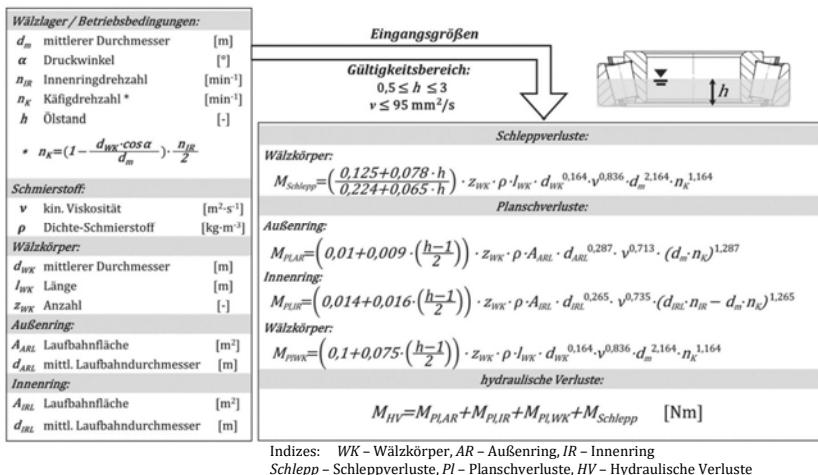 Wälzlager / Betriebsbedingungen:
d_m mittlerer Durchmesser [m]
α Druckwinkel [°]
n_IR Innenringdrehzahl [min⁻¹]
n_K Käfigdrehzahl * [min⁻¹]
h Ölstand [-]
* n_K=(1− d_WK·cos α / d_m)· n_IR / 2
Schmierstoff:
ν kin. Viskosität [m²·s⁻¹]
ρ Dichte-Schmierstoff [kg·m⁻³]
Wälzkörper:
d_WK mittlerer Durchmesser [m]
l_WK Länge [m]
z_WK Anzahl [-]
Außenring:
A_ARL Laufbahnfläche [m²]
d_ARL mittl. Laufbahndurchmesser [m]
Innenring:
A_IRL Laufbahnfläche [m²]
d_IRL mittl. Laufbahndurchmesser [m]
Eingangsgrößen
Gültigkeitsbereich:
0,5 ≤ h ≤ 3
ν ≤ 95 mm²/s
h
Schleppverluste:
Wälzkörper:
M_Schlepp=(0,125+0,078·h / 0,224+0,065·h)· z_WK· ρ· l_WK· d_WK^0,164·ν^0,836·d_m^2,164·n_K^1,164
Planschverluste:
Außenring:
M_PLAR=(0,01+0,009·(h−1 / 2))· z_WK· ρ· A_ARL· d_ARL^0,287· ν^0,713· (d_m·n_K)^1,287
Innenring:
M_PLIR=(0,014+0,016·(h−1 / 2))· z_WK· ρ· A_IRL· d_IRL^0,265· ν^0,735·(d_IRL·n_IR− d_m·n_K)^1,265
Wälzkörper:
M_PlWK=(0,1+0,075·(h−1 / 2))· z_WK· ρ· l_WK· d_WK^0,164·ν^0,836·d_m^2,164·n_K^1,164
hydraulische Verluste:
M_HV=M_Pl,AR+M_Pl,IR+M_Pl,WK+M_Schlepp [Nm]
Indizes: WK – Wälzkörper, AR – Außenring, IR – Innenring
Schlepp – Schleppverluste, Pl – Planschverluste, HV – Hydraulische Verluste